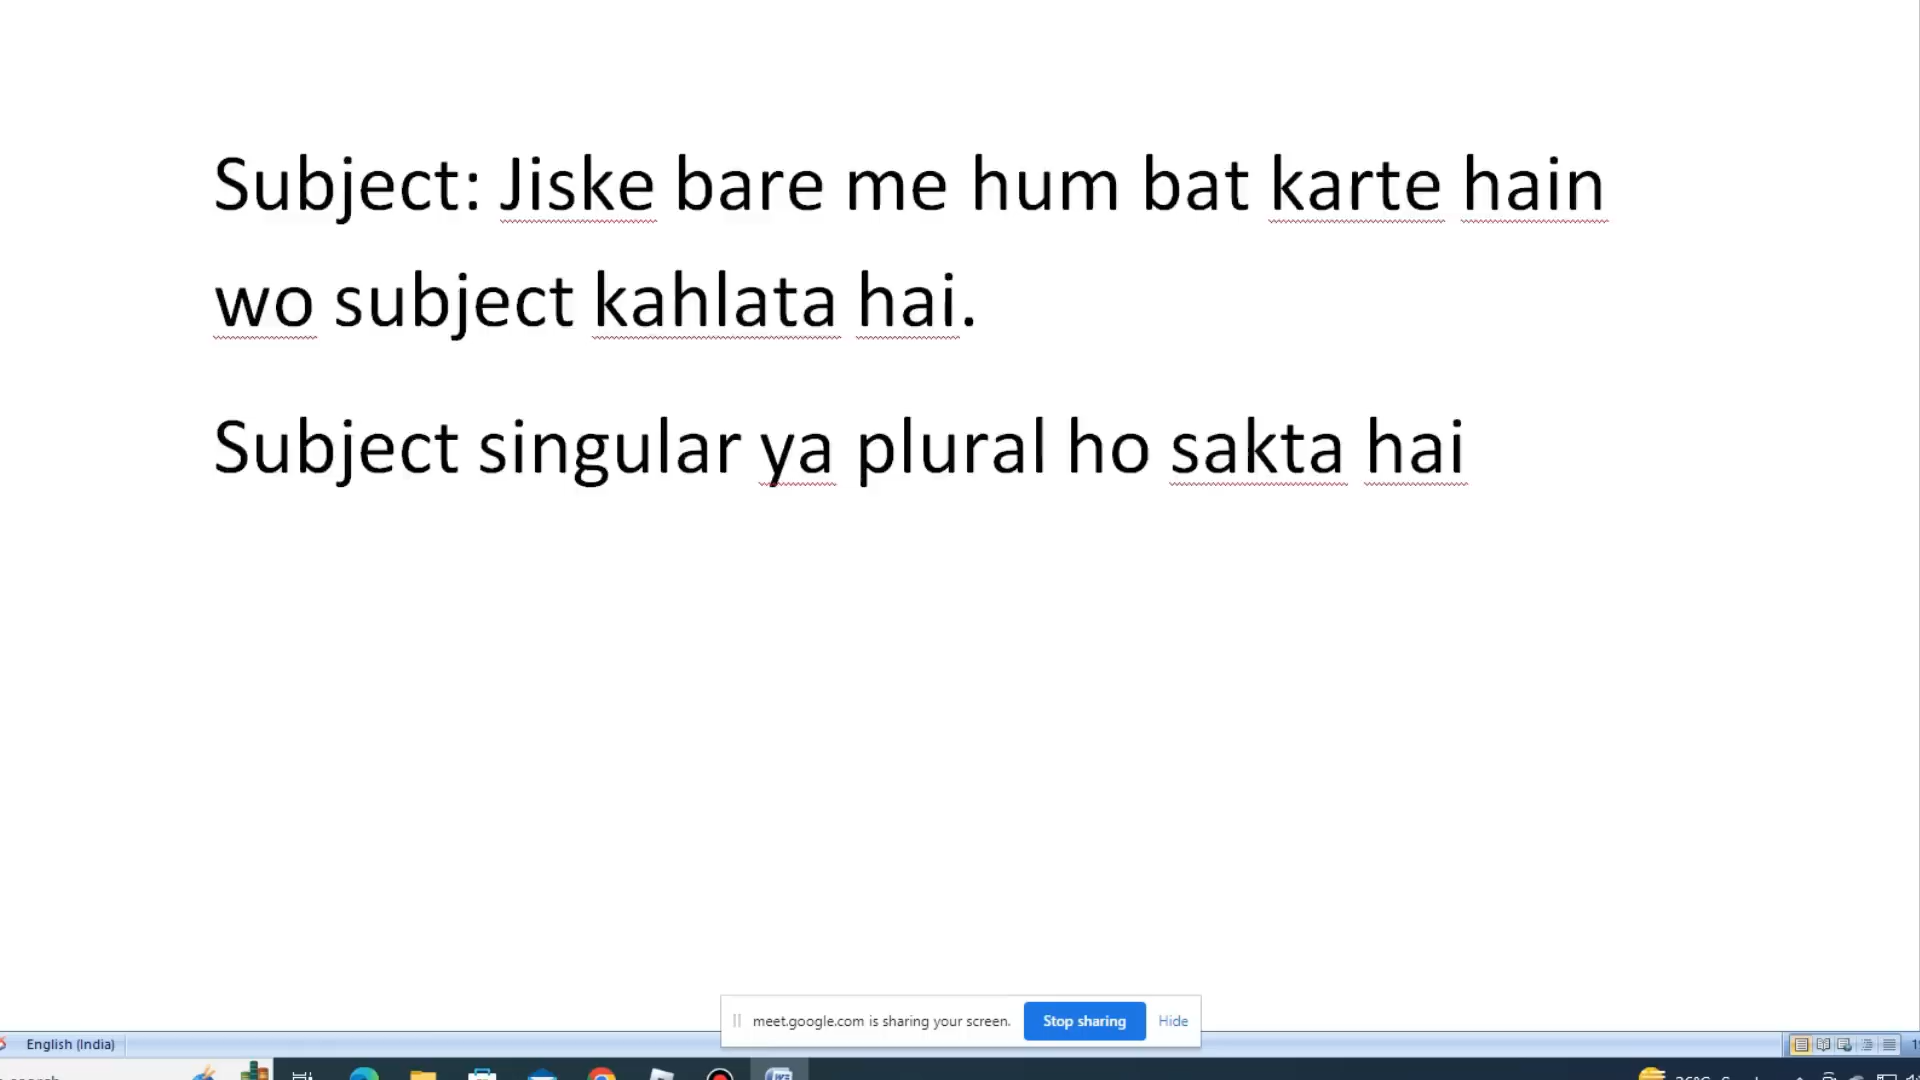 Subject: Jiske bare me hum bat karte hain
wo subject kahlata hai.
Subject singular ya plural ho sakta hai
meet.google.com is sharing your screen. Stop sharing Hide
English (India)